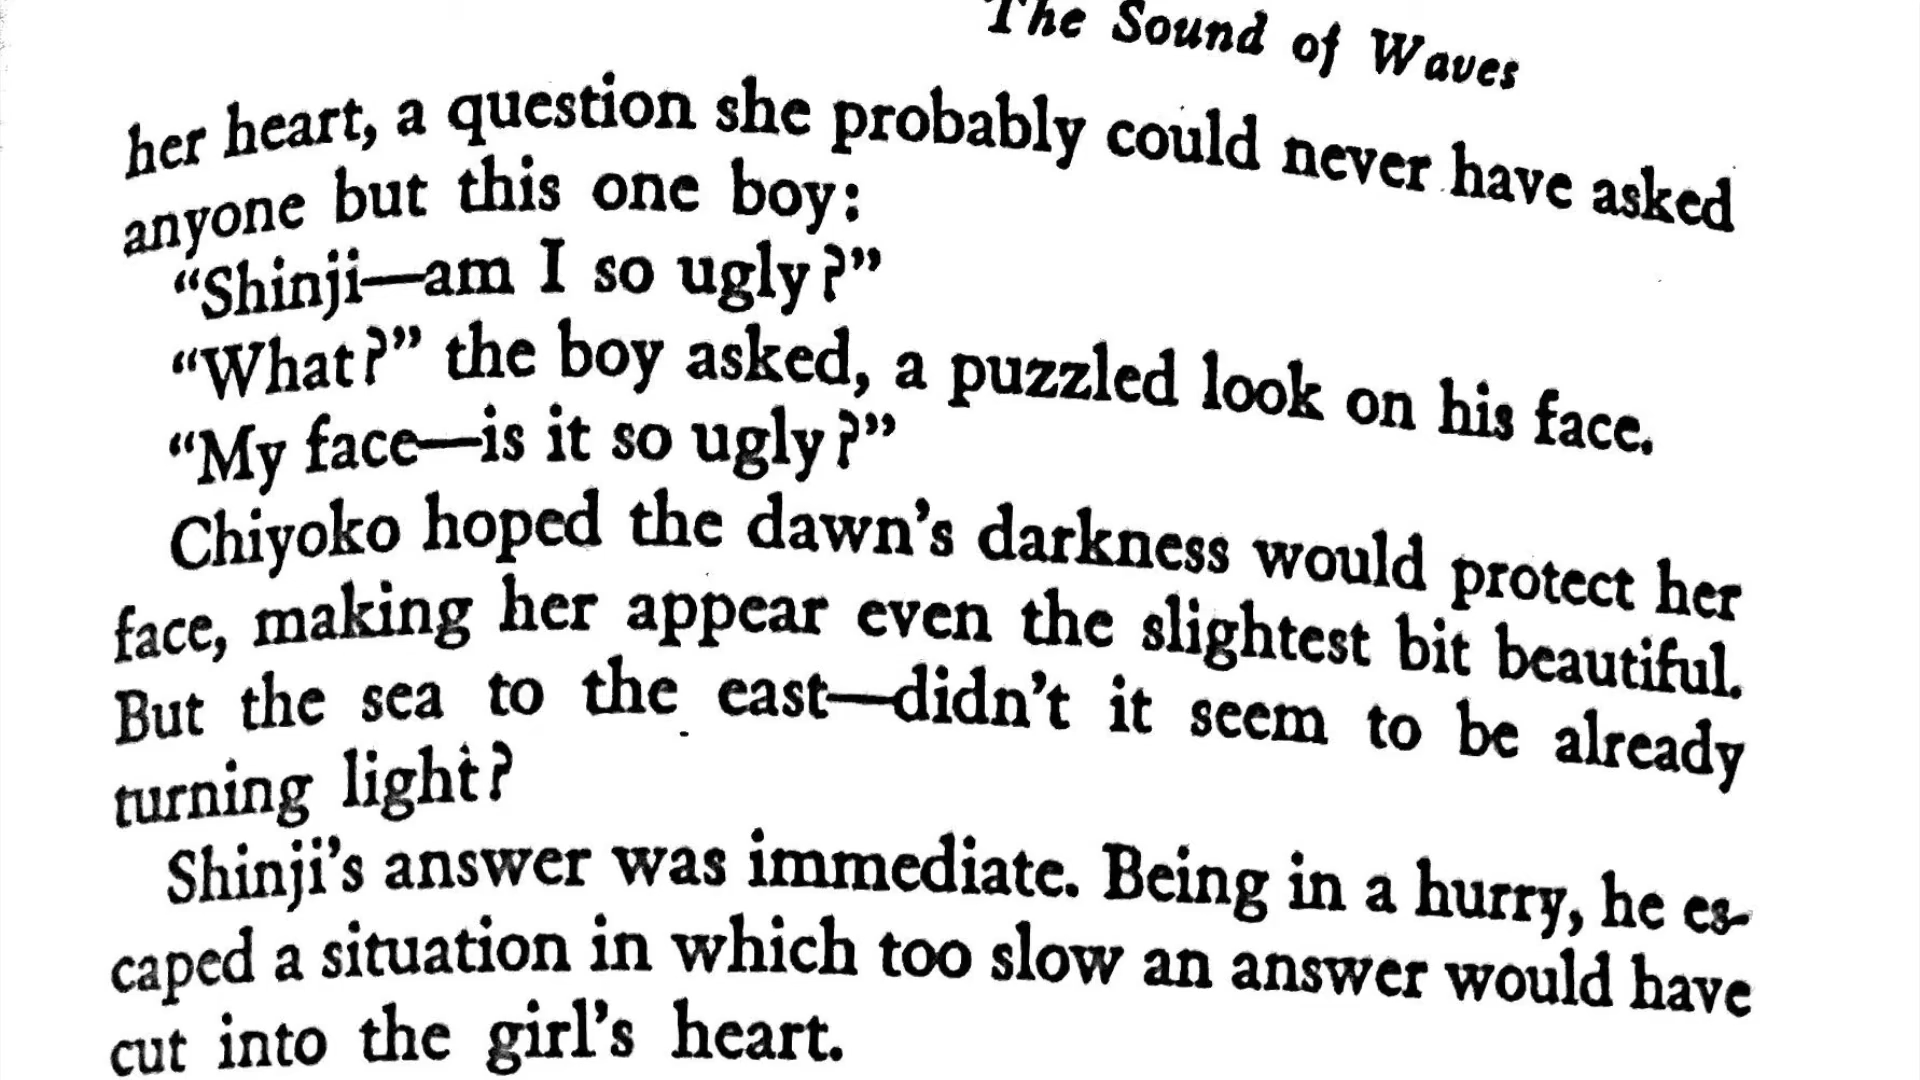 The Sound of Waves
her heart, a question she probably could never have asked
anyone but this one boy:
“Shinji—am I so ugly?”
“What?” the boy asked, a puzzled look on his face.
“My face—is it so ugly?”
Chiyoko hoped the dawn’s darkness would protect her
face, making her appear even the slightest bit beautiful.
But the sea to the east—didn’t it seem to be already
turning light?
Shinji’s answer was immediate. Being in a hurry, he es-
caped a situation in which too slow an answer would have
cut into the girl’s heart.